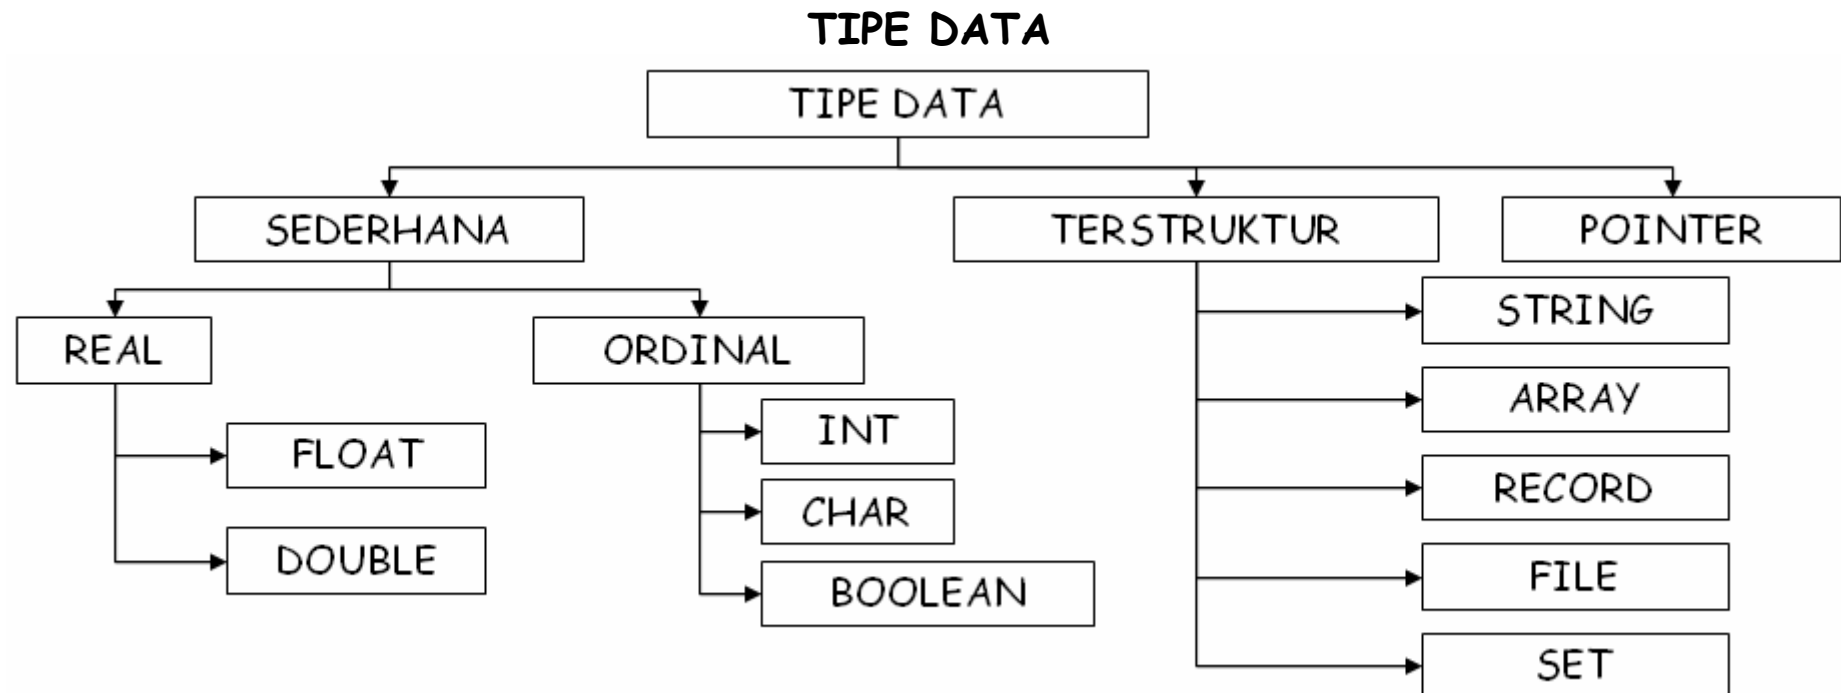 TIPE DATA
TIPE DATA
SEDERHANA
TERSTRUKTUR
POINTER
REAL
ORDINAL
FLOAT
DOUBLE
INT
CHAR
BOOLEAN
STRING
ARRAY
RECORD
FILE
SET